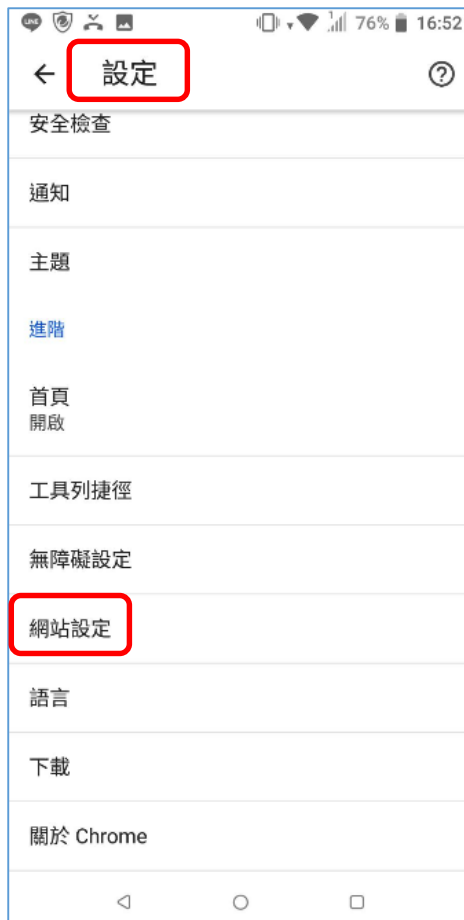 LINE 76% 16:52
設定
安全檢查
通知
主題
進階
首頁
開啟
工具列捷徑
無障礙設定
網站設定
語言
下載
關於 Chrome